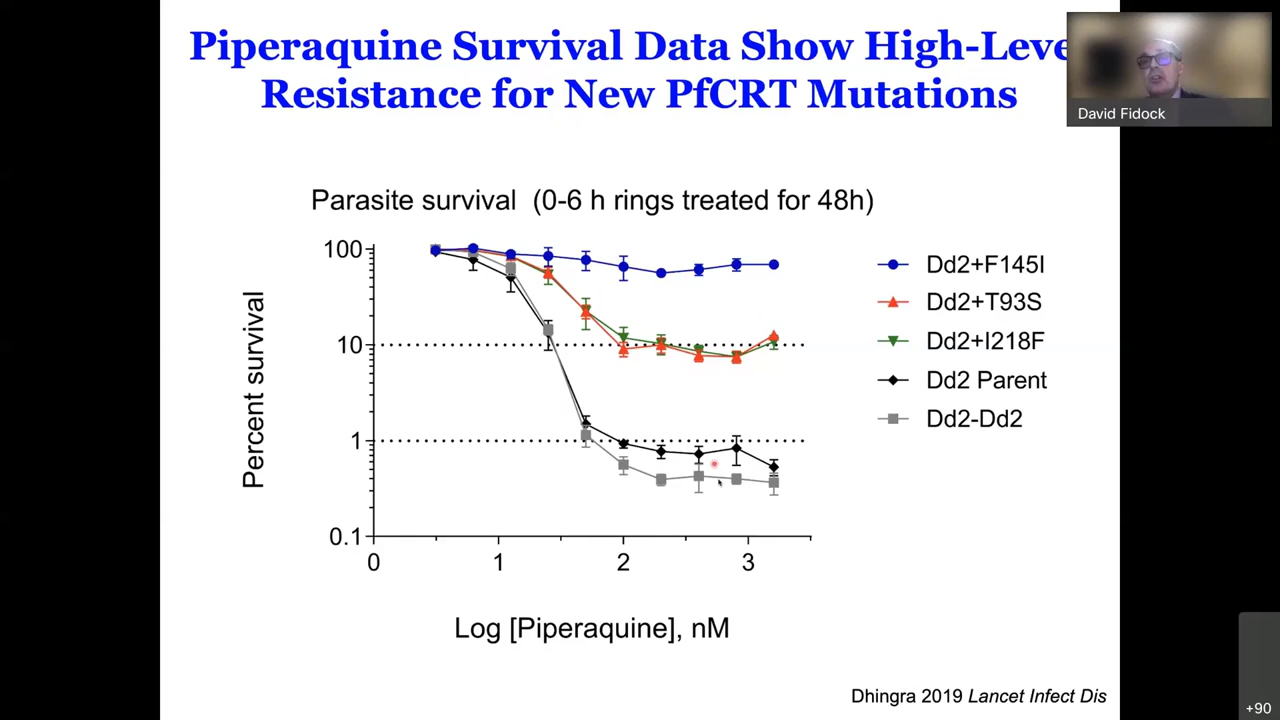 Piperaquine Survival Data Show High-Leve
Resistance for New PfCRT Mutations
David Fidock
Parasite survival (0-6 h rings treated for 48h)
100
10
1
0.1
Percent survival
0
1
2
3
Log [Piperaquine], nM
Dd2+F145I
Dd2+T93S
Dd2+I218F
Dd2 Parent
Dd2-Dd2
Dhingra 2019 Lancet Infect Dis
+90